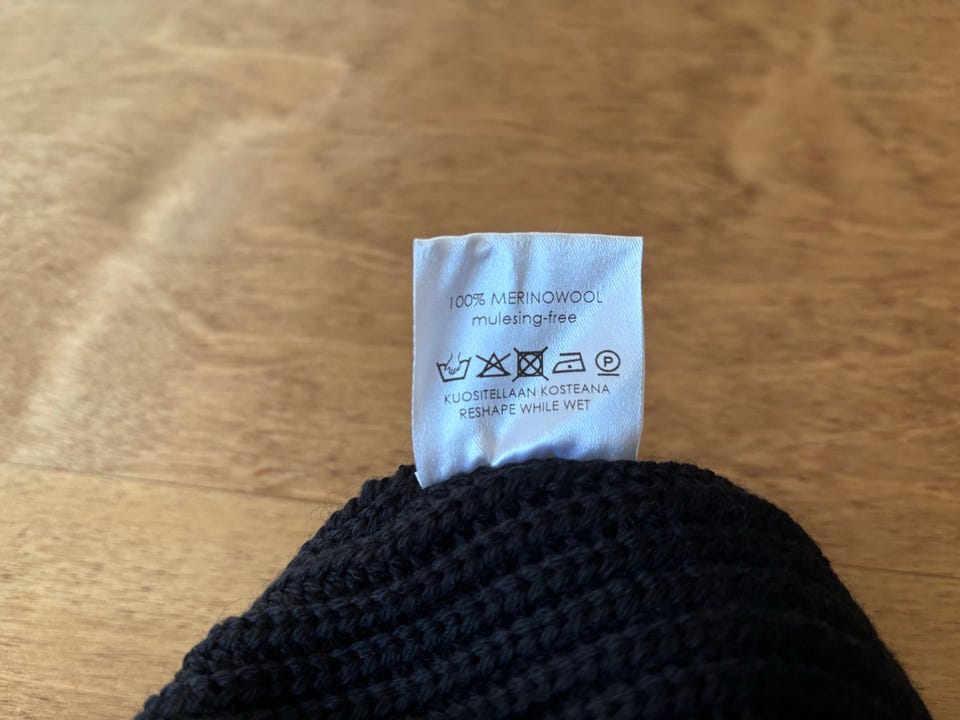 100% MERINOWOOL
mulesing-free
P
KUOSITELLAAN KOSTEANA
RESHAPE WHILE WET